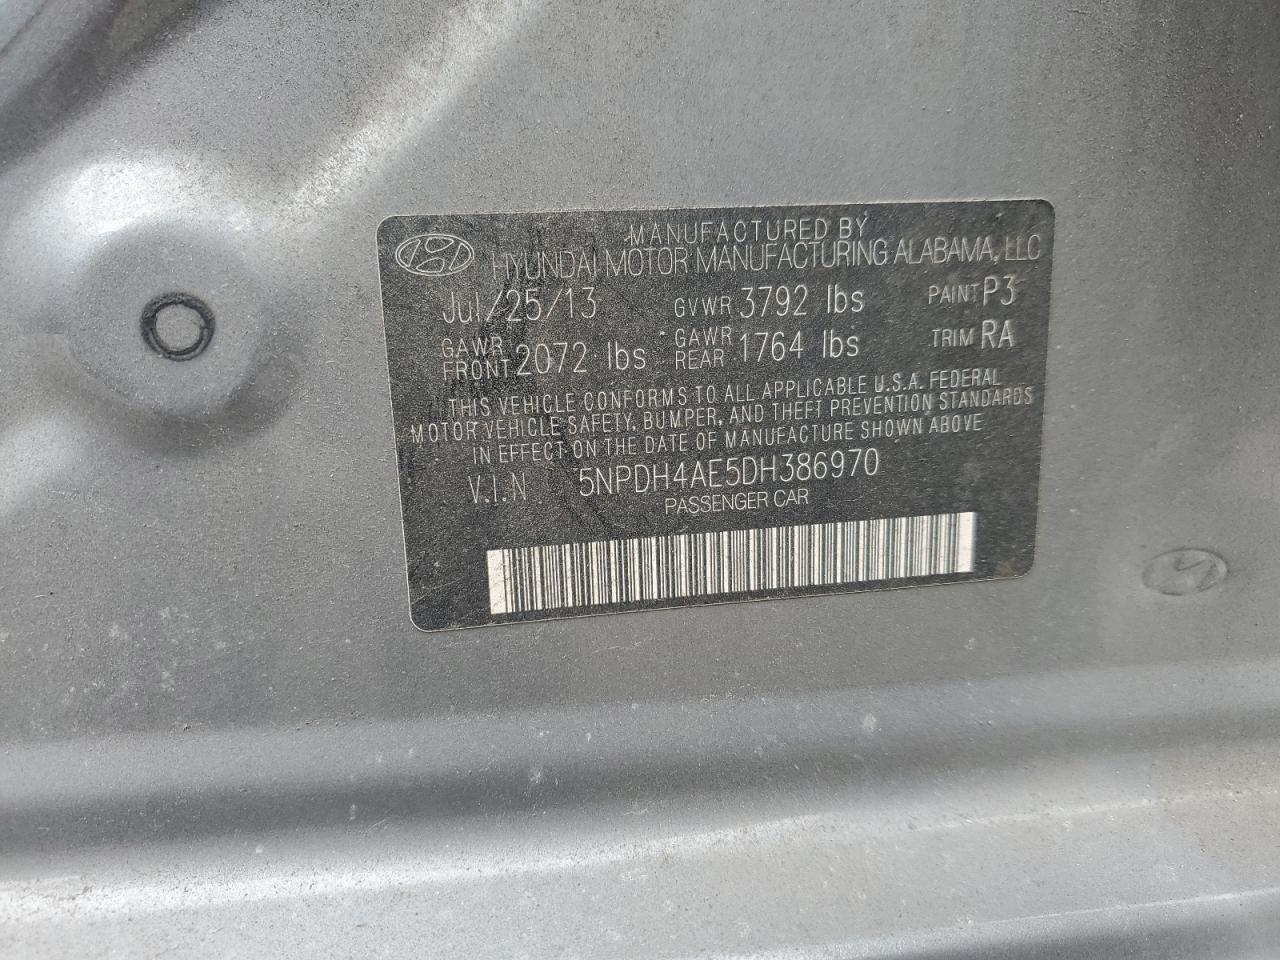 MANUFACTURED BY
HYUNDAI MOTOR MANUFACTURING ALABAMA, LLC
Jul/25/13 GVWR 3792 lbs PAINT P3
GAWR FRONT 2072 lbs GAWR REAR 1764 lbs TRIM RA
THIS VEHICLE CONFORMS TO ALL APPLICABLE U.S.A. FEDERAL
MOTOR VEHICLE SAFETY, BUMPER, AND THEFT PREVENTION STANDARDS
IN EFFECT ON THE DATE OF MANUFACTURE SHOWN ABOVE
V.I.N 5NPDH4AE5DH386970
PASSENGER CAR